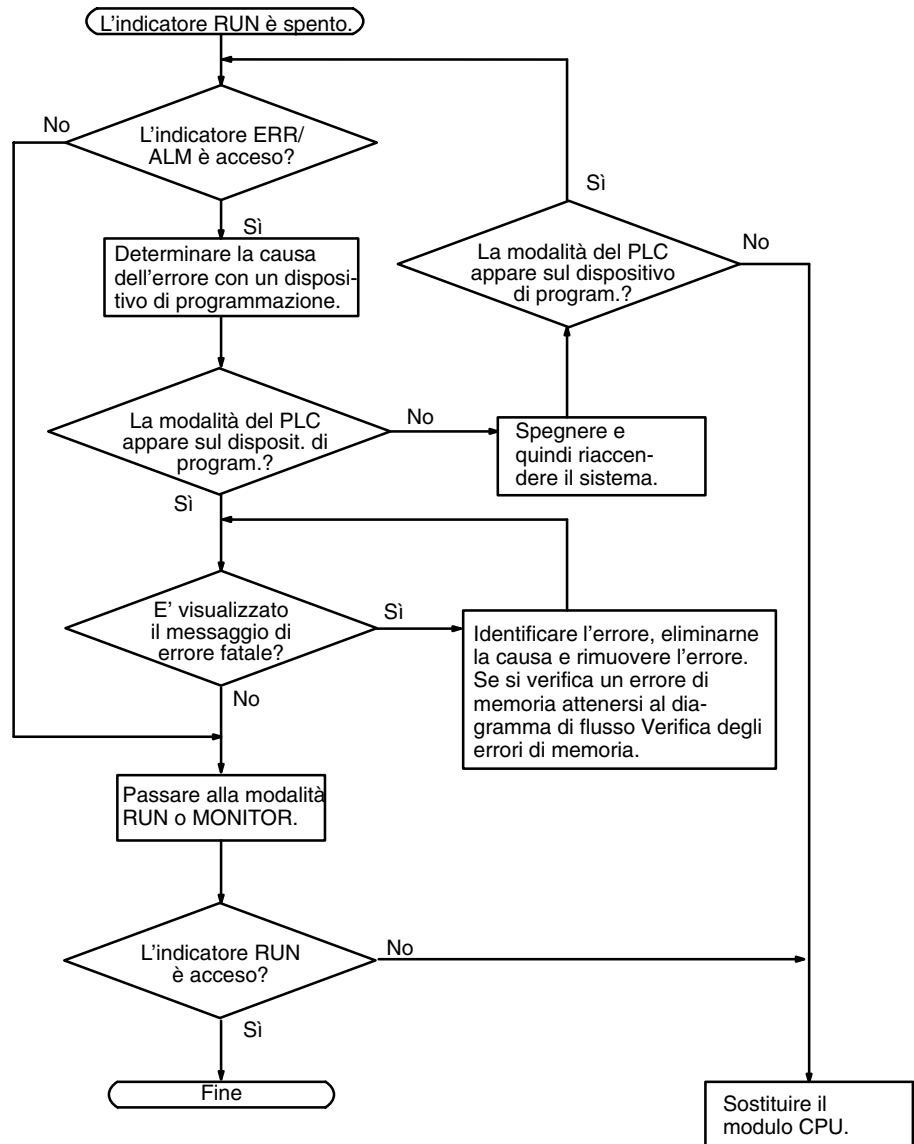 L'indicatore RUN è spento.
No
L'indicatore ERR/
ALM è acceso?
Sì
Determinare la causa
dell'errore con un disposi-
tivo di programmazione.
Sì
La modalità del PLC
appare sul dispositivo
di program.?
No
La modalità del PLC
appare sul disposit. di
program.?
No
Spegnere e
quindi riaccen-
dere il sistema.
Sì
E' visualizzato
il messaggio di
errore fatale?
Sì
Identificare l'errore, eliminarne
la causa e rimuovere l'errore.
Se si verifica un errore di
memoria attenersi al dia-
gramma di flusso Verifica degli
errori di memoria.
No
Passare alla modalità
RUN o MONITOR.
L'indicatore RUN
è acceso?
No
Sì
Fine
Sostituire il
modulo CPU.